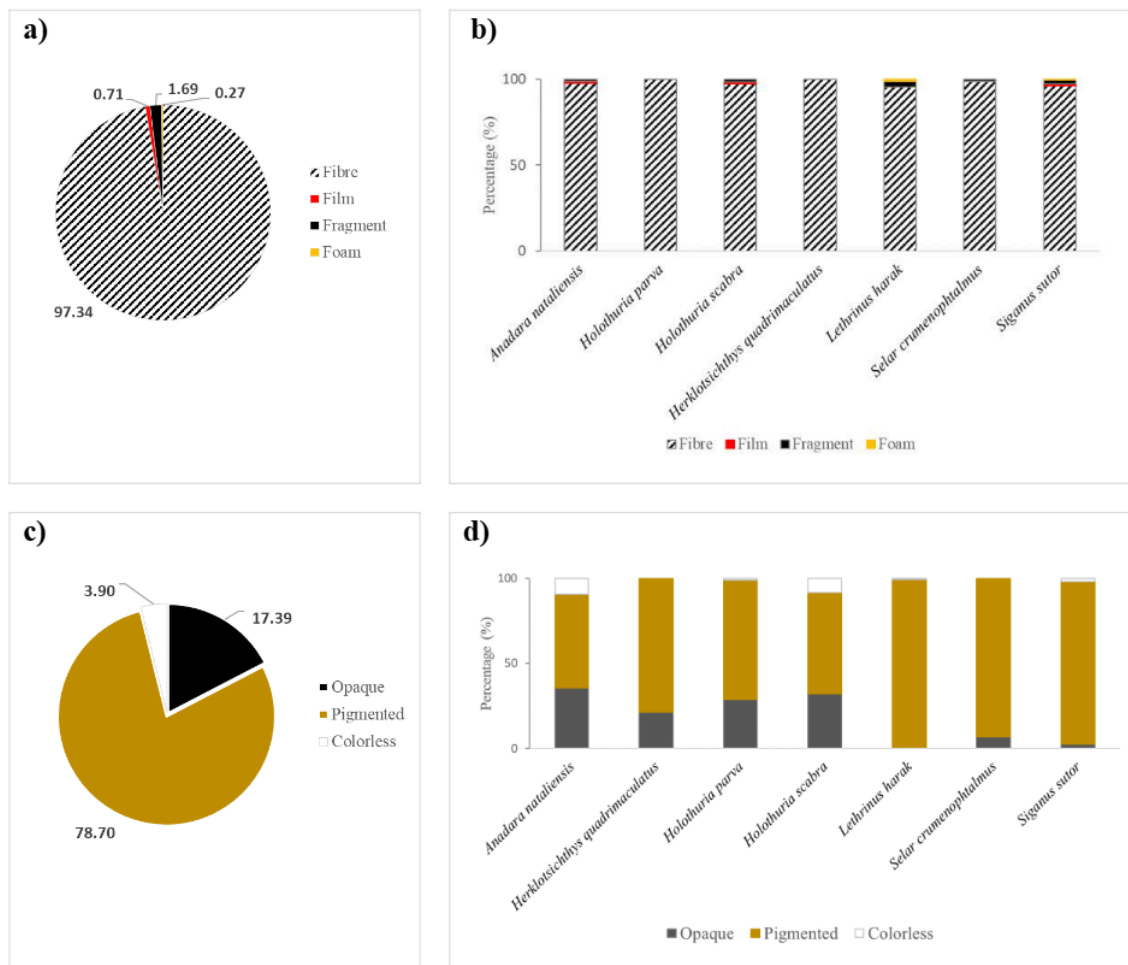 a)
0.71
1.69
0.27
97.34
Fibre
Film
Fragment
Foam
b)
Percentage (%)
100
50
0
Anadara nataliensis
Holothuria parva
Holothuria scabra
Herklotsichthys quadrimaculatus
Lethrinus harak
Selar crumenophtalmus
Siganus sutor
Fibre Film Fragment Foam
c)
3.90
17.39
78.70
Opaque
Pigmented
Colorless
d)
Percentage (%)
100
50
0
Anadara nataliensis
Herklotsichthys quadrimaculatus
Holothuria parva
Holothuria scabra
Lethrinus harak
Selar crumenophtalmus
Siganus sutor
Opaque Pigmented Colorless